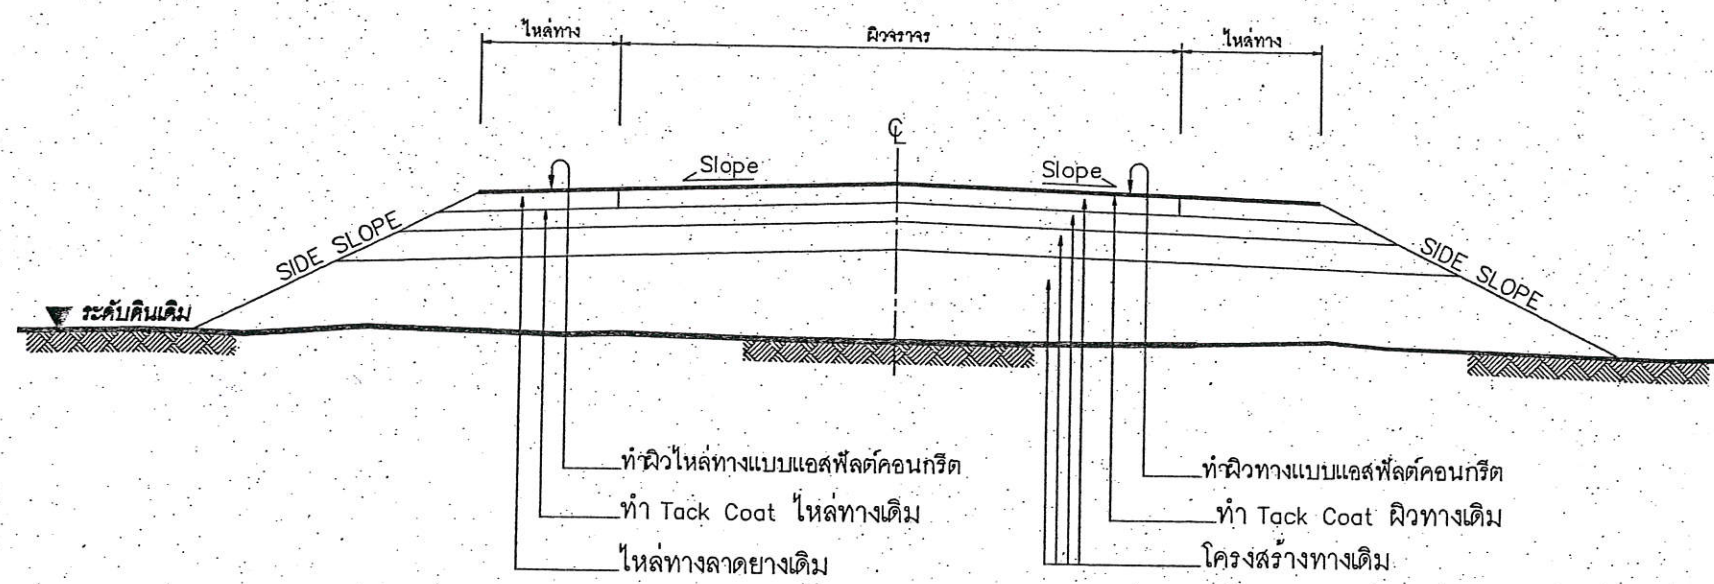 ไหล่ทาง ผิวจราจร ไหล่ทาง
℄
Slope Slope
SIDE SLOPE SIDE SLOPE
ระดับดินเดิม
ทำผิวไหล่ทางแบบแอสฟัลต์คอนกรีต ทำผิวทางแบบแอสฟัลต์คอนกรีต
ทำ Tack Coat ไหล่ทางเดิม ทำ Tack Coat ผิวทางเดิม
ไหล่ทางลาดยางเดิม โครงสร้างทางเดิม